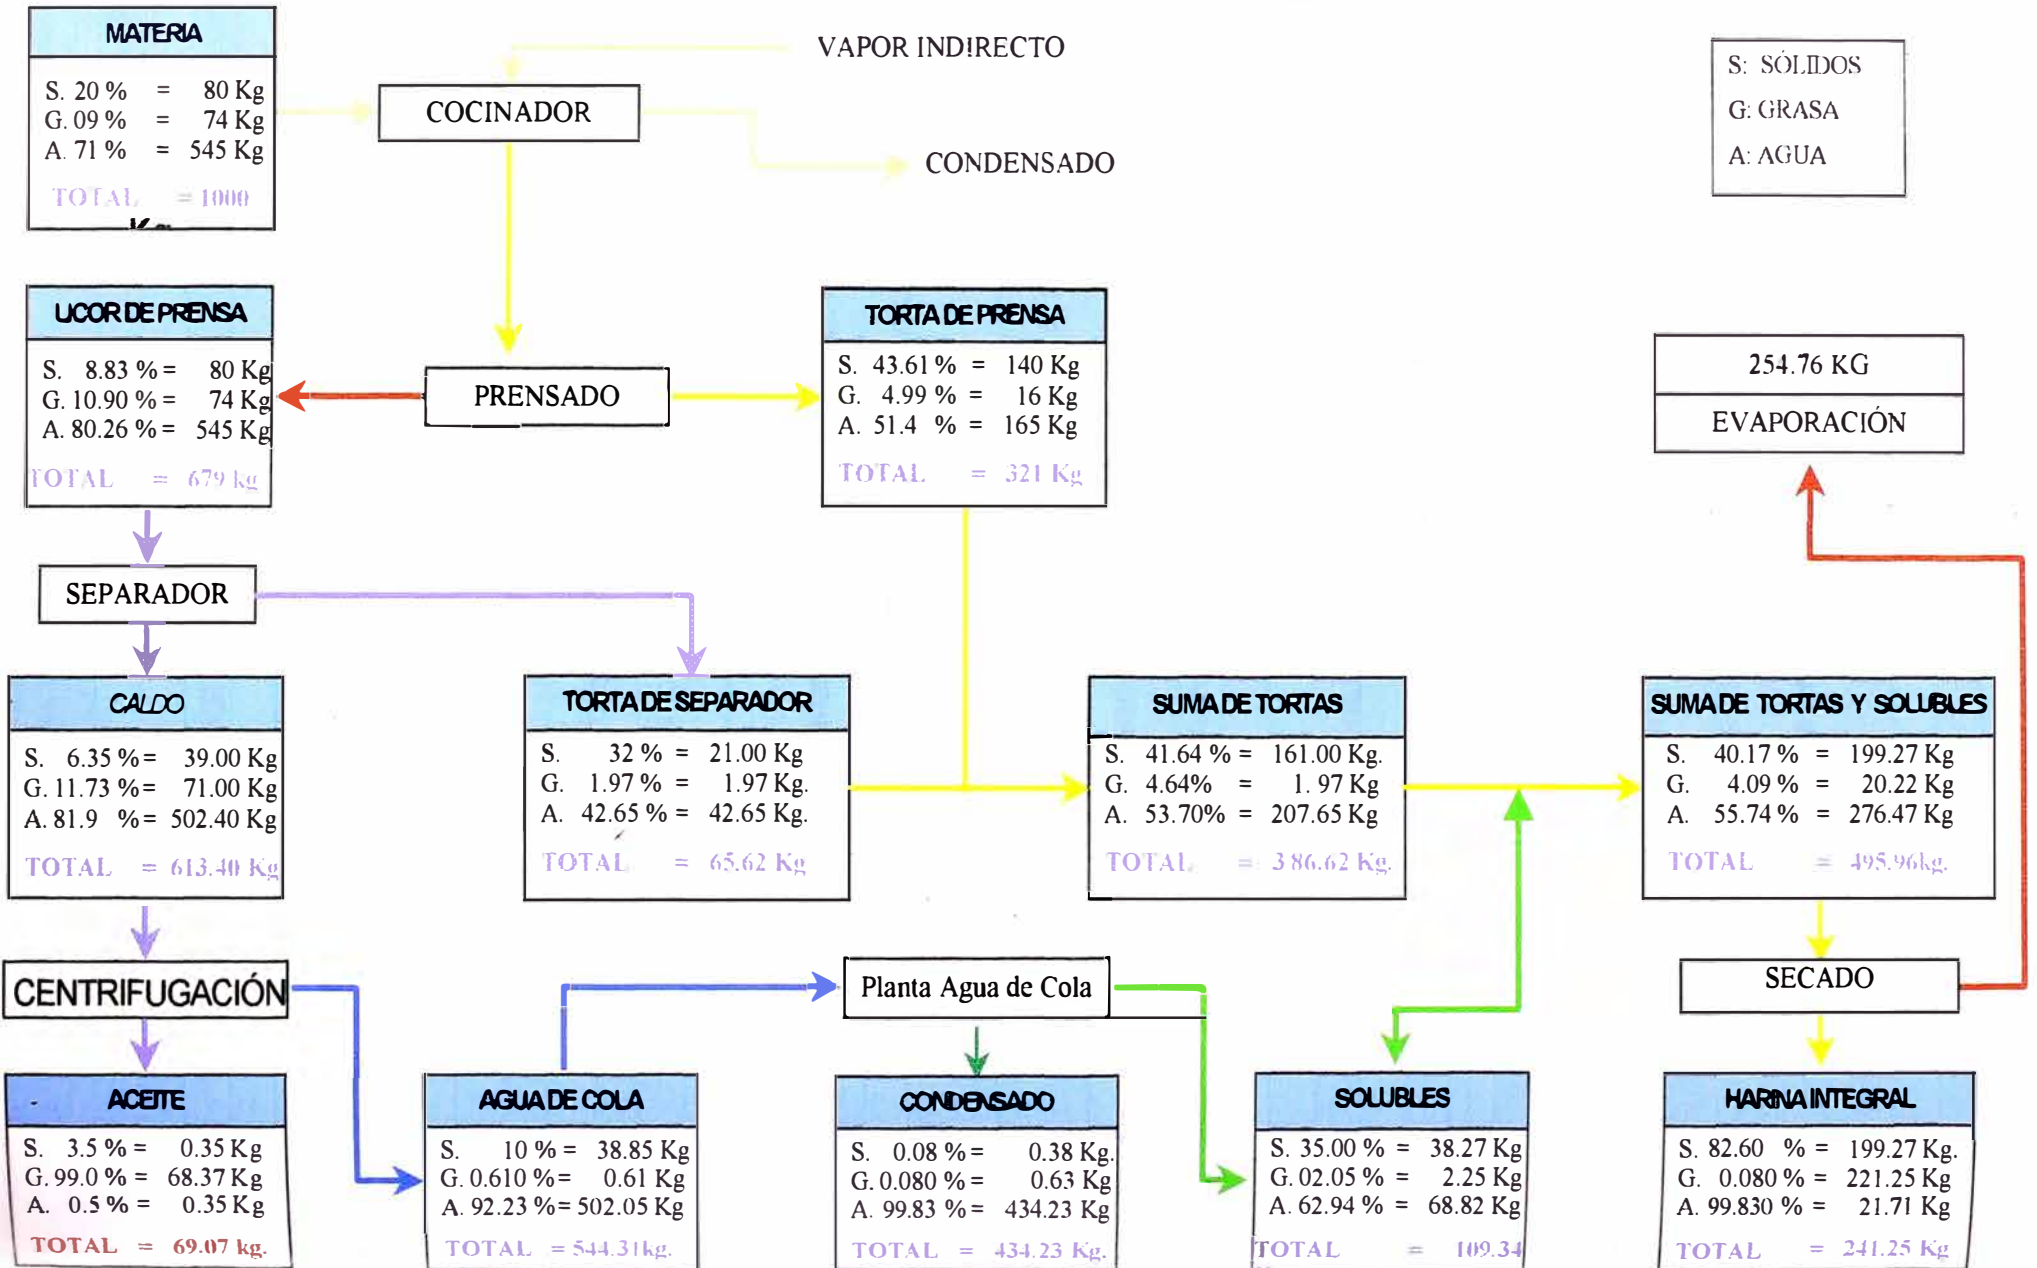 MATERIA
S. 20 % = 80 Kg
G. 09 % = 74 Kg
A. 71 % = 545 Kg
TOTAL = 1000
Kg
VAPOR INDIRECTO
COCINADOR
CONDENSADO
S: SÓLIDOS
G: GRASA
A: AGUA
LICOR DE PRENSA
S. 8.83 % = 80 Kg
G. 10.90 % = 74 Kg
A. 80.26 % = 545 Kg
TOTAL = 679 kg
PRENSADO
TORTA DE PRENSA
S. 43.61 % = 140 Kg
G. 4.99 % = 16 Kg
A. 51.4 % = 165 Kg
TOTAL = 321 Kg
254.76 KG
EVAPORACIÓN
SEPARADOR
CALDO
S. 6.35 % = 39.00 Kg
G. 11.73 % = 71.00 Kg
A. 81.9 % = 502.40 Kg
TOTAL = 613.40 Kg
TORTA DE SEPARADOR
S. 32 % = 21.00 Kg
G. 1.97 % = 1.97 Kg.
A. 42.65 % = 42.65 Kg.
TOTAL = 65.62 Kg
SUMA DE TORTAS
S. 41.64 % = 161.00 Kg.
G. 4.64% = 1.97 Kg
A. 53.70% = 207.65 Kg
TOTAL = 386.62 Kg.
SUMA DE TORTAS Y SOLUBLES
S. 40.17 % = 199.27 Kg
G. 4.09 % = 20.22 Kg
A. 55.74 % = 276.47 Kg
TOTAL = 495.96kg.
CENTRIFUGACIÓN
Planta Agua de Cola
SECADO
ACEITE
S. 3.5 % = 0.35 Kg
G. 99.0 % = 68.37 Kg
A. 0.5 % = 0.35 Kg
TOTAL = 69.07 kg.
AGUA DE COLA
S. 10 % = 38.85 Kg
G. 0.610 % = 0.61 Kg
A. 92.23 % = 502.05 Kg
TOTAL = 544.31kg.
CONDENSADO
S. 0.08 % = 0.38 Kg.
G. 0.080 % = 0.63 Kg
A. 99.83 % = 434.23 Kg
TOTAL = 434.23 Kg.
SOLUBLES
S. 35.00 % = 38.27 Kg
G. 02.05 % = 2.25 Kg
A. 62.94 % = 68.82 Kg
TOTAL = 109.34
HARINA INTEGRAL
S. 82.60 % = 199.27 Kg.
G. 0.080 % = 221.25 Kg
A. 99.830 % = 21.71 Kg
TOTAL = 241.25 Kg